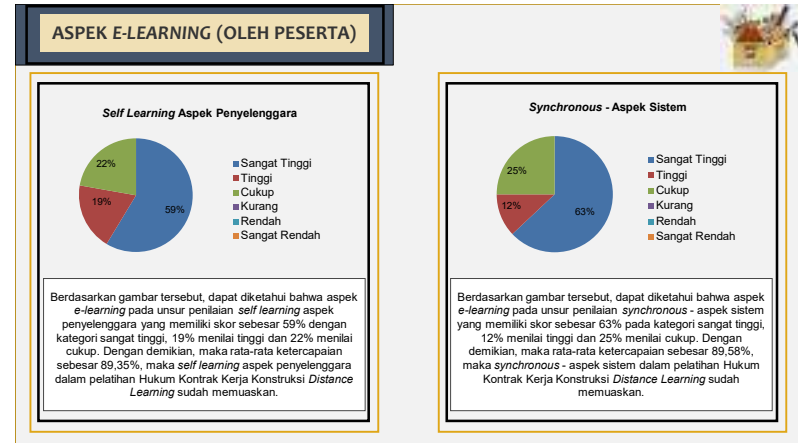 ASPEK E-LEARNING (OLEH PESERTA)
Self Learning Aspek Penyelenggara
22%
19%
59%
Sangat Tinggi
Tinggi
Cukup
Kurang
Rendah
Sangat Rendah
Berdasarkan gambar tersebut, dapat diketahui bahwa aspek
e-learning pada unsur penilaian self learning aspek
penyelenggara yang memiliki skor sebesar 59% dengan
kategori sangat tinggi, 19% menilai tinggi dan 22% menilai
cukup. Dengan demikian, maka rata-rata ketercapaian
sebesar 89,35%, maka self learning aspek penyelenggara
dalam pelatihan Hukum Kontrak Kerja Konstruksi Distance
Learning sudah memuaskan.
Synchronous - Aspek Sistem
25%
12%
63%
Sangat Tinggi
Tinggi
Cukup
Kurang
Rendah
Sangat Rendah
Berdasarkan gambar tersebut, dapat diketahui bahwa aspek
e-learning pada unsur penilaian synchronous - aspek sistem
yang memiliki skor sebesar 63% pada kategori sangat tinggi,
12% menilai tinggi dan 25% menilai cukup. Dengan
demikian, maka rata-rata ketercapaian sebesar 89,58%,
maka synchronous - aspek sistem dalam pelatihan Hukum
Kontrak Kerja Konstruksi Distance Learning sudah
memuaskan.